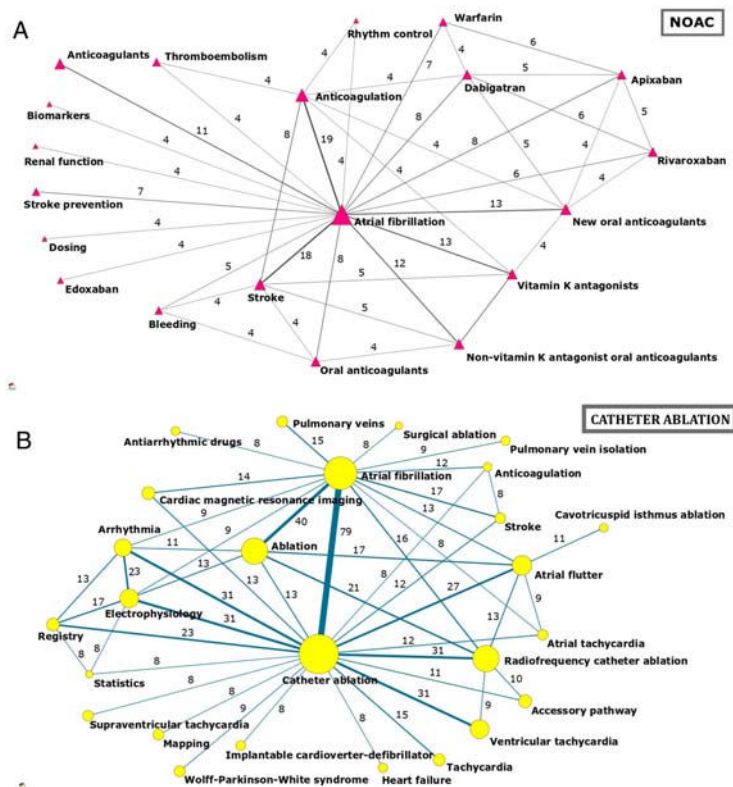 A
NOAC
Warfarin
Rhythm control
Anticoagulants
Thromboembolism
4
7
4
6
5
Anticoagulation
4
Dabigatran
Apixaban
Biomarkers
4
4
11
8
19
8
4
8
5
6
5
Renal function
4
4
4
4
6
4
Rivaroxaban
Stroke prevention
7
13
Atrial fibrillation
New oral anticoagulants
Dosing
4
4
18
8
12
13
4
Edoxaban
5
Stroke
5
Vitamin K antagonists
Bleeding
4
5
4
4
4
Oral anticoagulants
Non-vitamin K antagonist oral anticoagulants
CATHETER ABLATION
B
Pulmonary veins
Surgical ablation
Antiarrhythmic drugs
8
15
8
9
Pulmonary vein isolation
Atrial fibrillation
12
Anticoagulation
14
Cardiac magnetic resonance imaging
17
8
Cavotricuspid isthmus ablation
9
9
40
79
13
Stroke
Arrhythmia
11
Ablation
16
8
11
17
23
13
13
13
8
12
27
Atrial flutter
13
17
Electrophysiology
31
21
9
Registry
31
13
23
12
Atrial tachycardia
8
8
31
Radiofrequency catheter ablation
Statistics
8
Catheter ablation
11
10
8
31
9
Accessory pathway
Supraventricular tachycardia
9
8
8
15
Mapping
Ventricular tachycardia
Implantable cardioverter-defibrillator
Tachycardia
Wolff-Parkinson-White syndrome
Heart failure